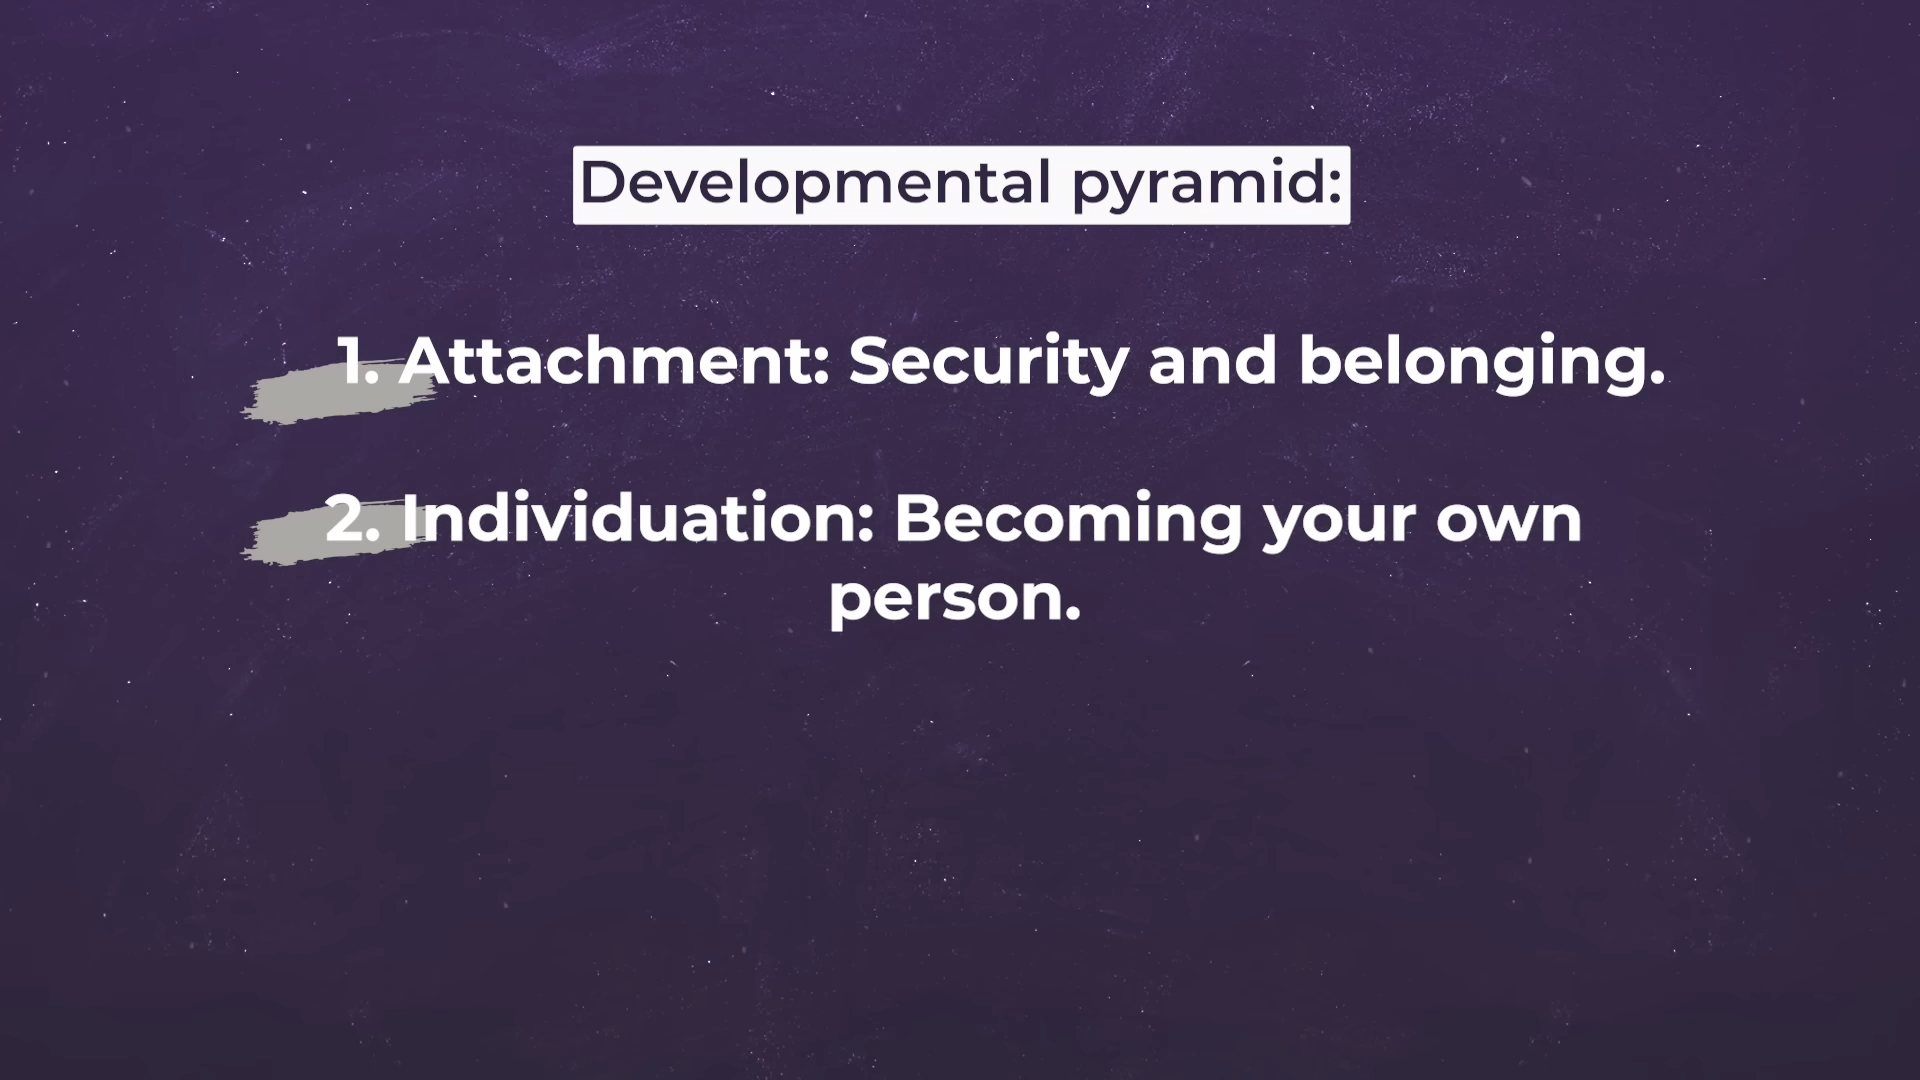 Developmental pyramid:
1. Attachment: Security and belonging.
2. Individuation: Becoming your own
person.